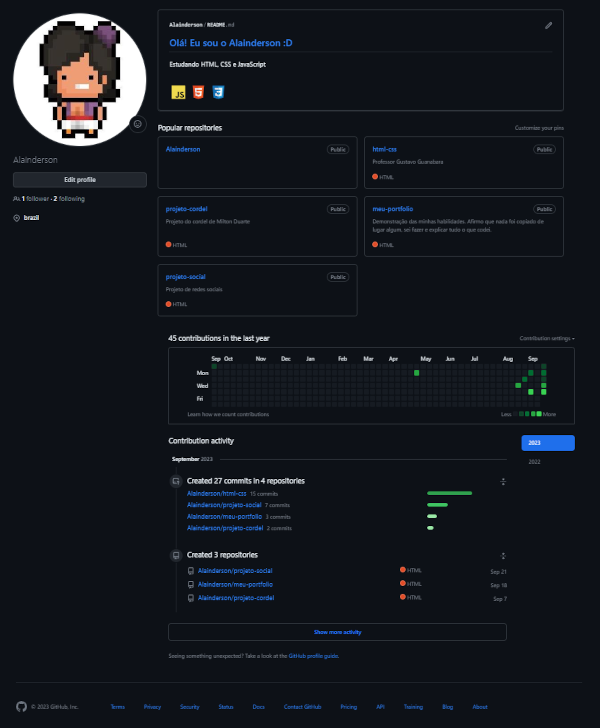 Alainderson / README.md
Olá! Eu sou o Alainderson :D
Estudando HTML, CSS e JavaScript
JS 5 3
Alainderson
Edit profile
1 follower · 2 following
brazil
Popular repositories
Customize your pins
Alainderson Public
html-css Public
Professor Gustavo Guanabara
HTML
projeto-cordel Public
Projeto do cordel de Milton Duarte
HTML
meu-portfolio Public
Demonstração das minhas habilidades. Afirmo que nada foi copiado de
lugar algum, sei fazer e explicar tudo o que codei.
HTML
projeto-social Public
Projeto de redes sociais
HTML
45 contributions in the last year
Contribution settings
Sep Oct Nov Dec Jan Feb Mar Apr May Jun Jul Aug Sep
Mon
Wed
Fri
Learn how we count contributions
Less More
Contribution activity
2023
2022
September 2023
Created 27 commits in 4 repositories
Alainderson/html-css 15 commits
Alainderson/projeto-social 7 commits
Alainderson/meu-portfolio 3 commits
Alainderson/projeto-cordel 2 commits
Created 3 repositories
Alainderson/projeto-social HTML Sep 21
Alainderson/meu-portfolio HTML Sep 18
Alainderson/projeto-cordel HTML Sep 7
Show more activity
Seeing something unexpected? Take a look at the GitHub profile guide.
© 2023 GitHub, Inc. Terms Privacy Security Status Docs Contact GitHub Pricing API Training Blog About